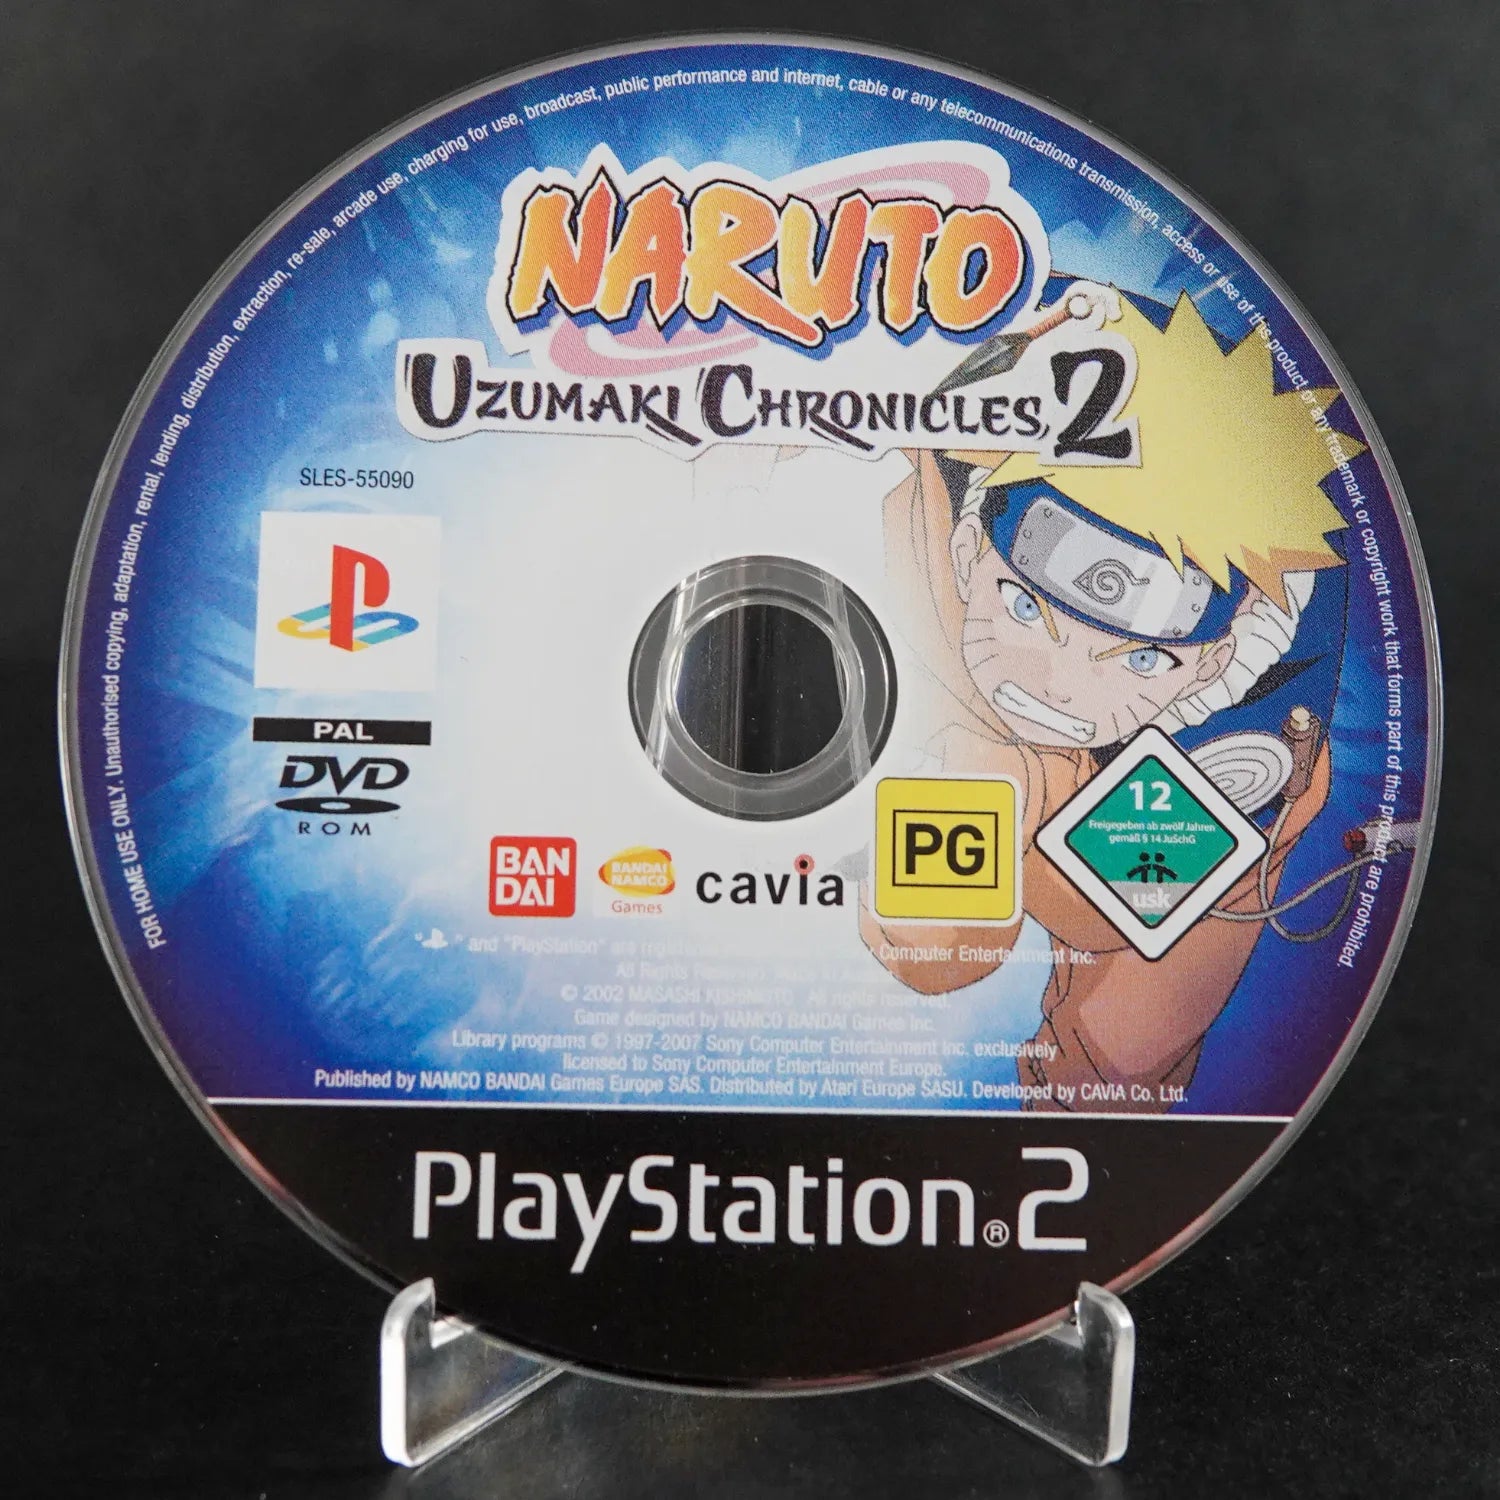 FOR HOME USE ONLY. Unauthorised copying, adaptation, rental, lending, distribution, extraction, re-sale, arcade use, charging for use, broadcast, public performance and internet, cable or any telecommunications transmission, access or use of this product or any trademark or copyright work that forms part of this product are prohibited.
NARUTO
UZUMAKI CHRONICLES 2
SLES-55090
PAL
DVD
ROM
BAN
DAI
BANDAI
NAMCO
Games
cavia
PG
12
Freigegeben ab zwölf Jahren
gemäß § 14 JuSchG
usk
" " and "PlayStation" are Computer Entertainment Inc.
All Rights
© 2002 MASASHI KISHIMOTO All rights reserved.
Game designed by NAMCO BANDAI Games Inc.
Library programs © 1997-2007 Sony Computer Entertainment Inc. exclusively
licensed to Sony Computer Entertainment Europe.
Published by NAMCO BANDAI Games Europe SAS. Distributed by Atari Europe SASU. Developed by CAVIA Co, Ltd.
PlayStation®2